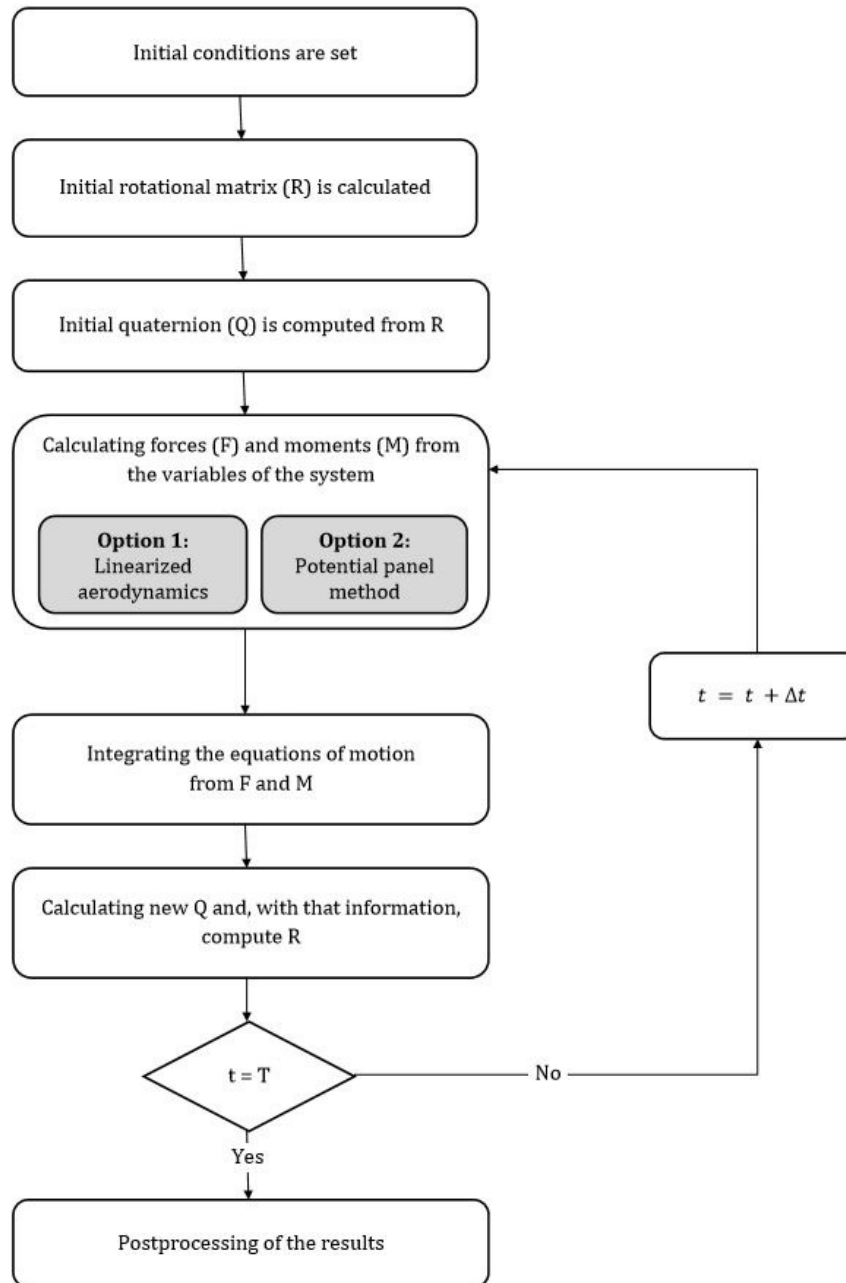 Initial conditions are set
Initial rotational matrix (R) is calculated
Initial quaternion (Q) is computed from R
Calculating forces (F) and moments (M) from
the variables of the system
Option 1:
Linearized
aerodynamics
Option 2:
Potential panel
method
t = t + Δt
Integrating the equations of motion
from F and M
Calculating new Q and, with that information,
compute R
t = T
No
Yes
Postprocessing of the results